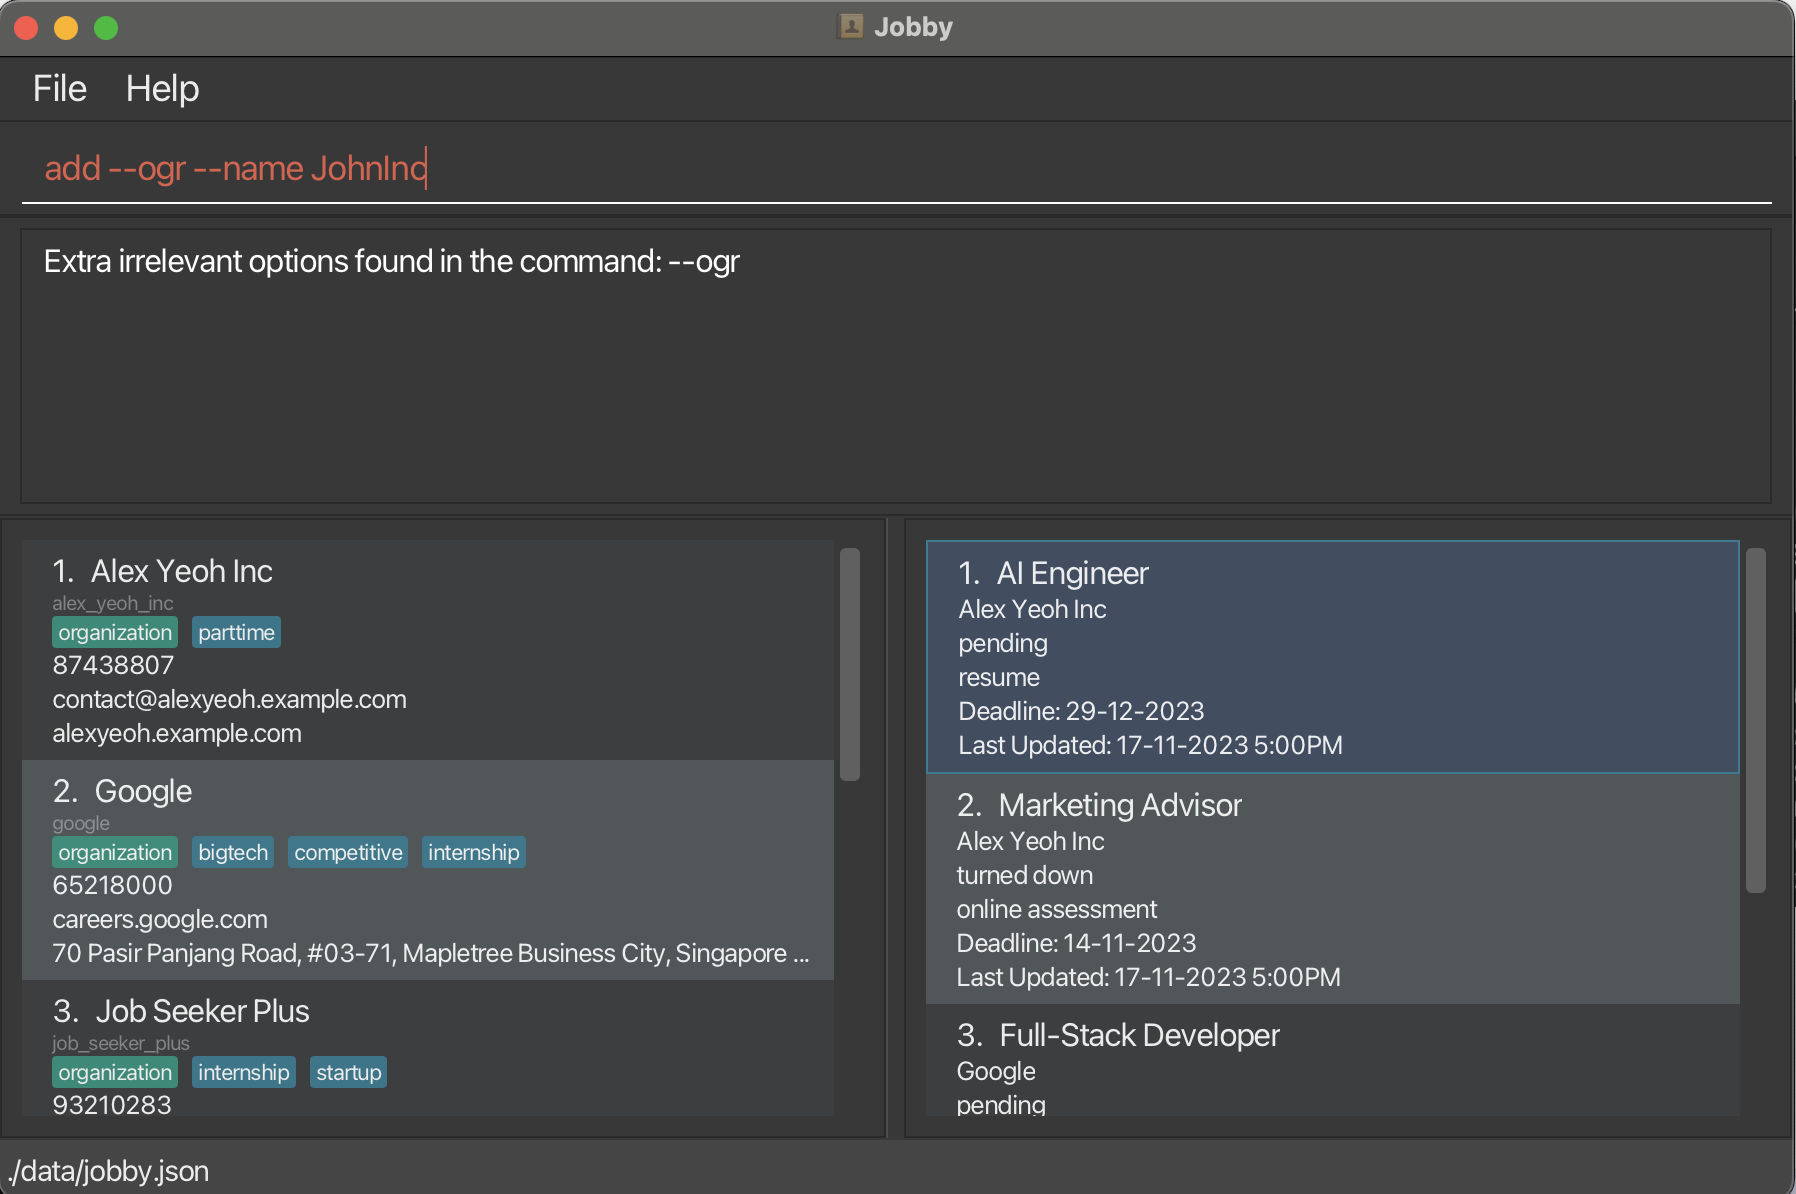 Jobby
File Help
add --ogr --name JohnInc
Extra irrelevant options found in the command: --ogr
1. Alex Yeoh Inc
alex_yeoh_inc
organization parttime
87438807
contact@alexyeoh.example.com
alexyeoh.example.com
2. Google
google
organization bigtech competitive internship
65218000
careers.google.com
70 Pasir Panjang Road, #03-71, Mapletree Business City, Singapore ...
3. Job Seeker Plus
job_seeker_plus
organization internship startup
93210283
1. AI Engineer
Alex Yeoh Inc
pending
resume
Deadline: 29-12-2023
Last Updated: 17-11-2023 5:00PM
2. Marketing Advisor
Alex Yeoh Inc
turned down
online assessment
Deadline: 14-11-2023
Last Updated: 17-11-2023 5:00PM
3. Full-Stack Developer
Google
pending
./data/jobby.json